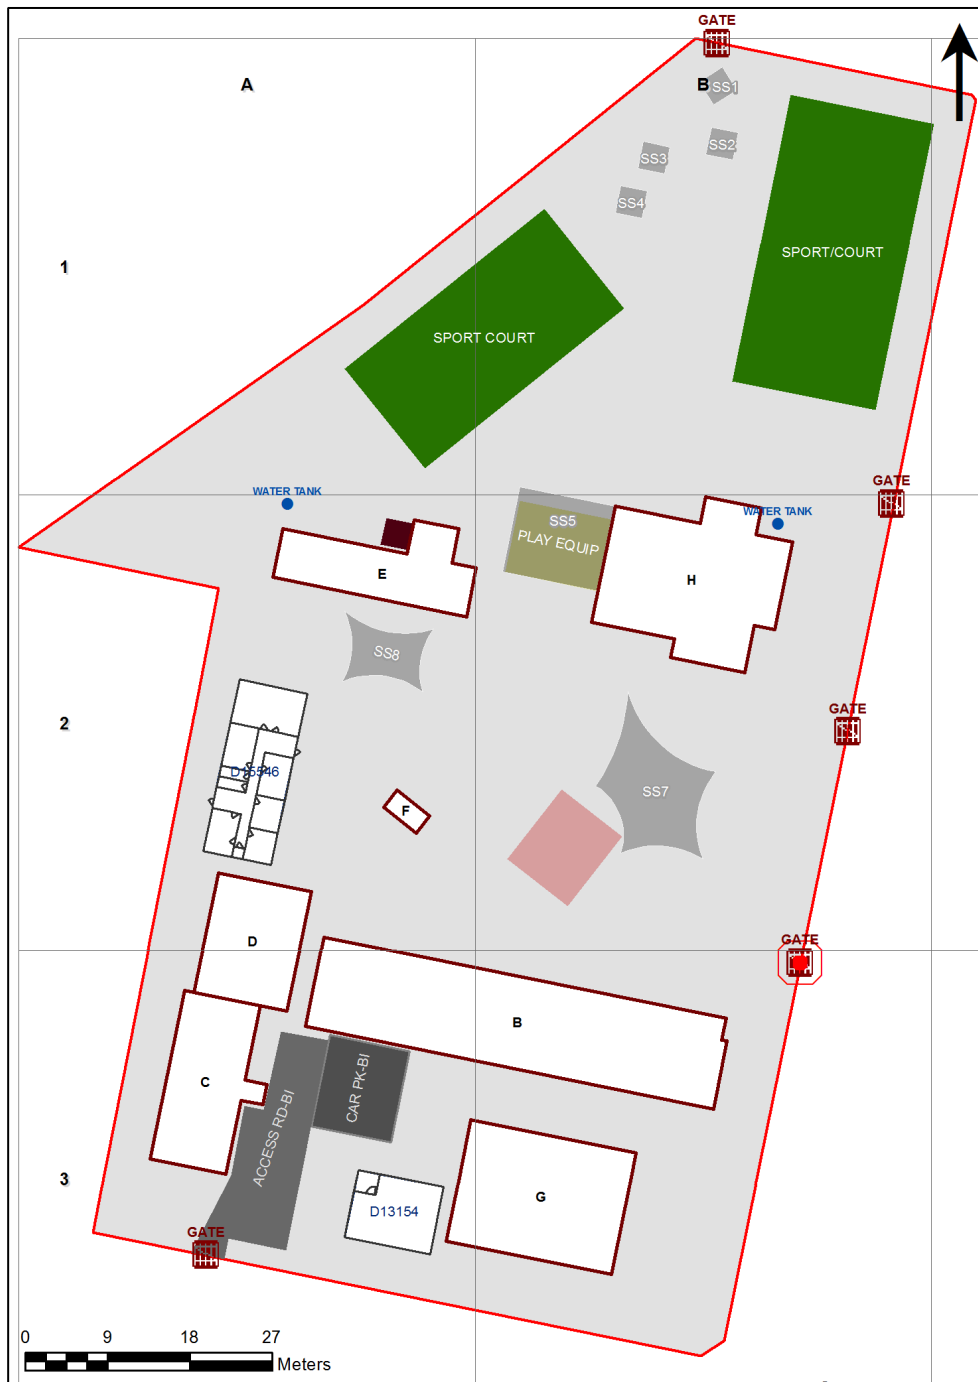 GATE
A
B
SS1
SS2
SS3
SS4
SPORT/COURT
1
SPORT COURT
GATE
WATER TANK
WATER TANK
SS5
PLAY EQUIP
E
H
SS8
GATE
2
D15546
SS7
F
D
GATE
B
C
CAR PK-BI
ACCESS RD-BI
3
G
D13154
GATE
0 9 18 27
Meters